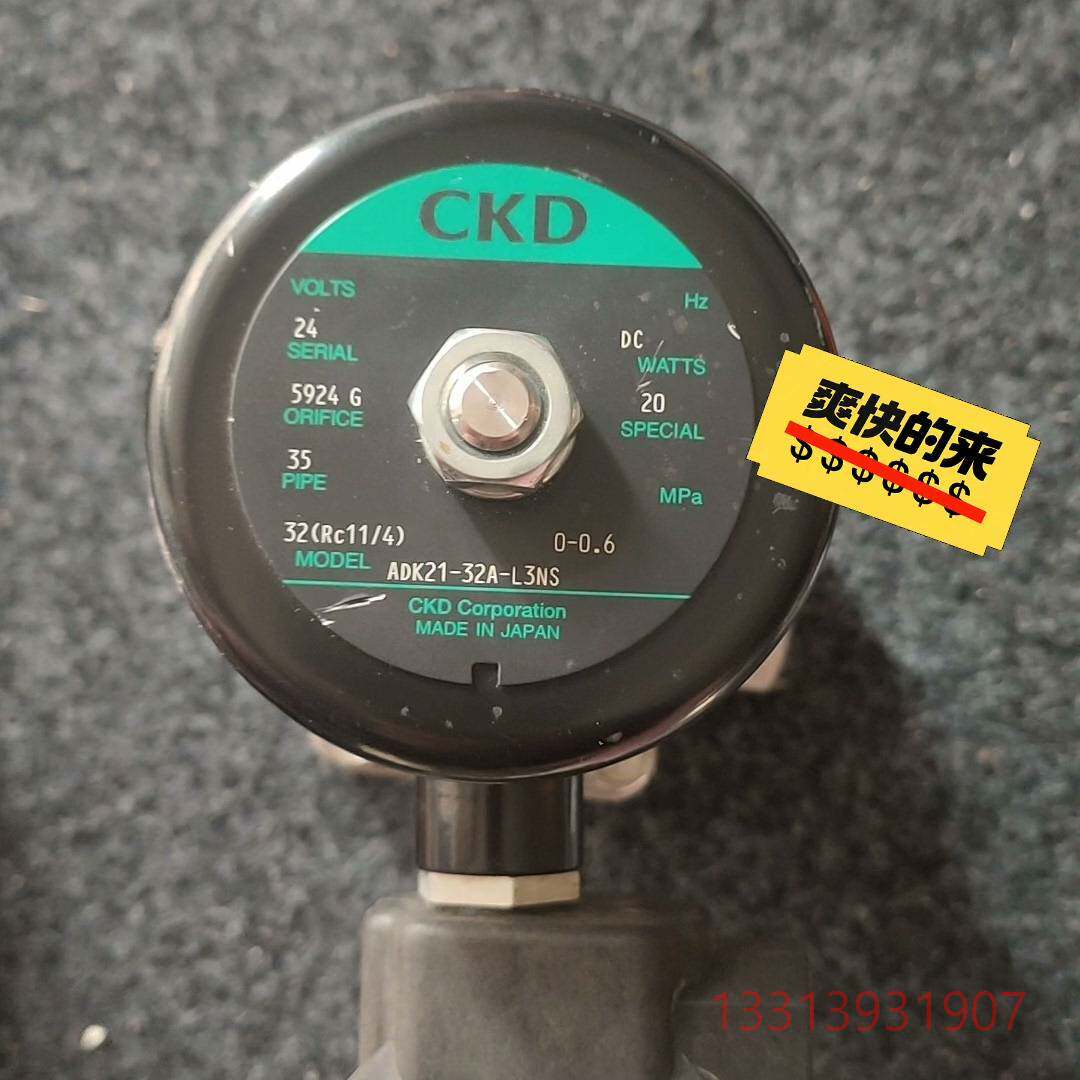 CKD
VOLTS
Hz
24
DC
SERIAL
WATTS
5924 G
20
ORIFICE
SPECIAL
35
PIPE
MPa
32(Rc11/4)
0-0.6
MODEL ADK21-32A-L3NS
CKD Corporation
MADE IN JAPAN
爽快的来
$$$$$$
13313931907